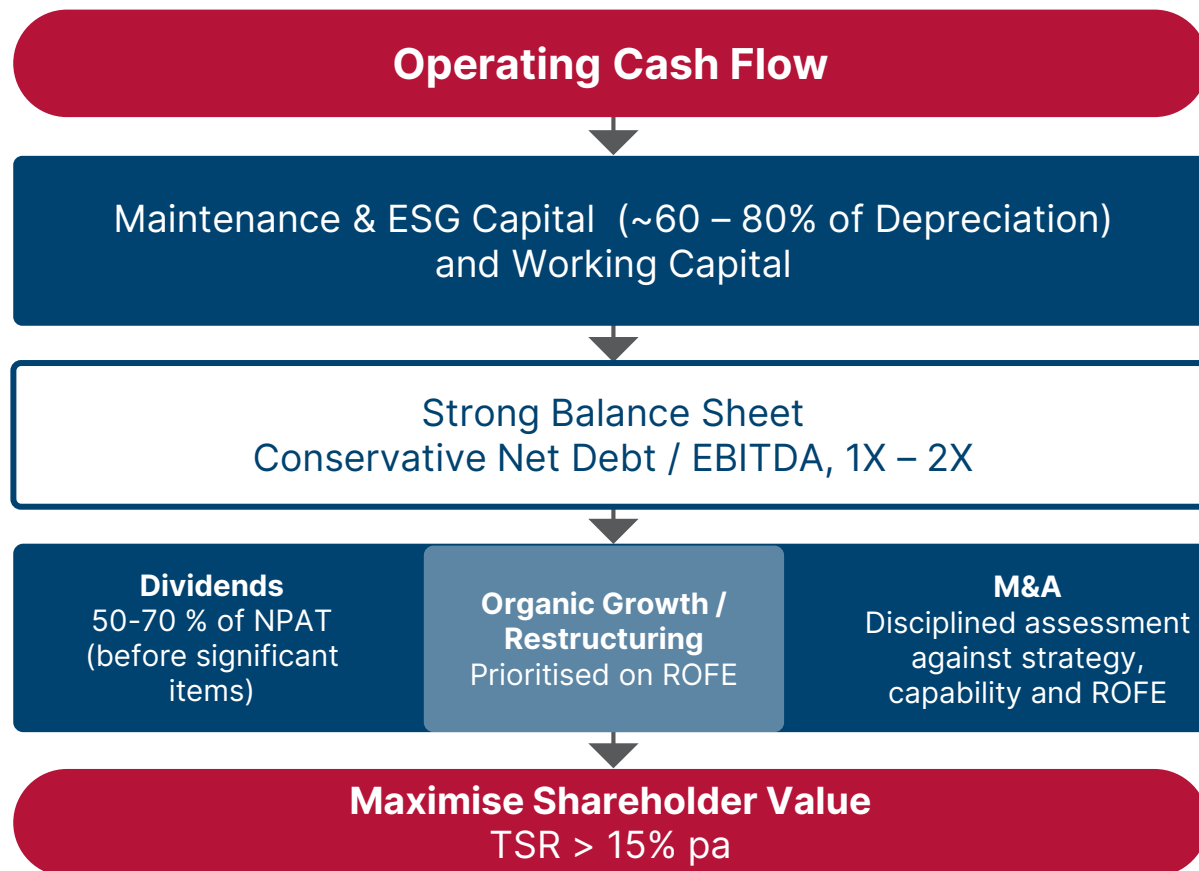 Operating Cash Flow
Maintenance & ESG Capital (~60 – 80% of Depreciation)
and Working Capital
Strong Balance Sheet
Conservative Net Debt / EBITDA, 1X – 2X
Dividends
50-70 % of NPAT
(before significant
items)
Organic Growth /
Restructuring
Prioritised on ROFE
M&A
Disciplined assessment
against strategy,
capability and ROFE
Maximise Shareholder Value
TSR > 15% pa